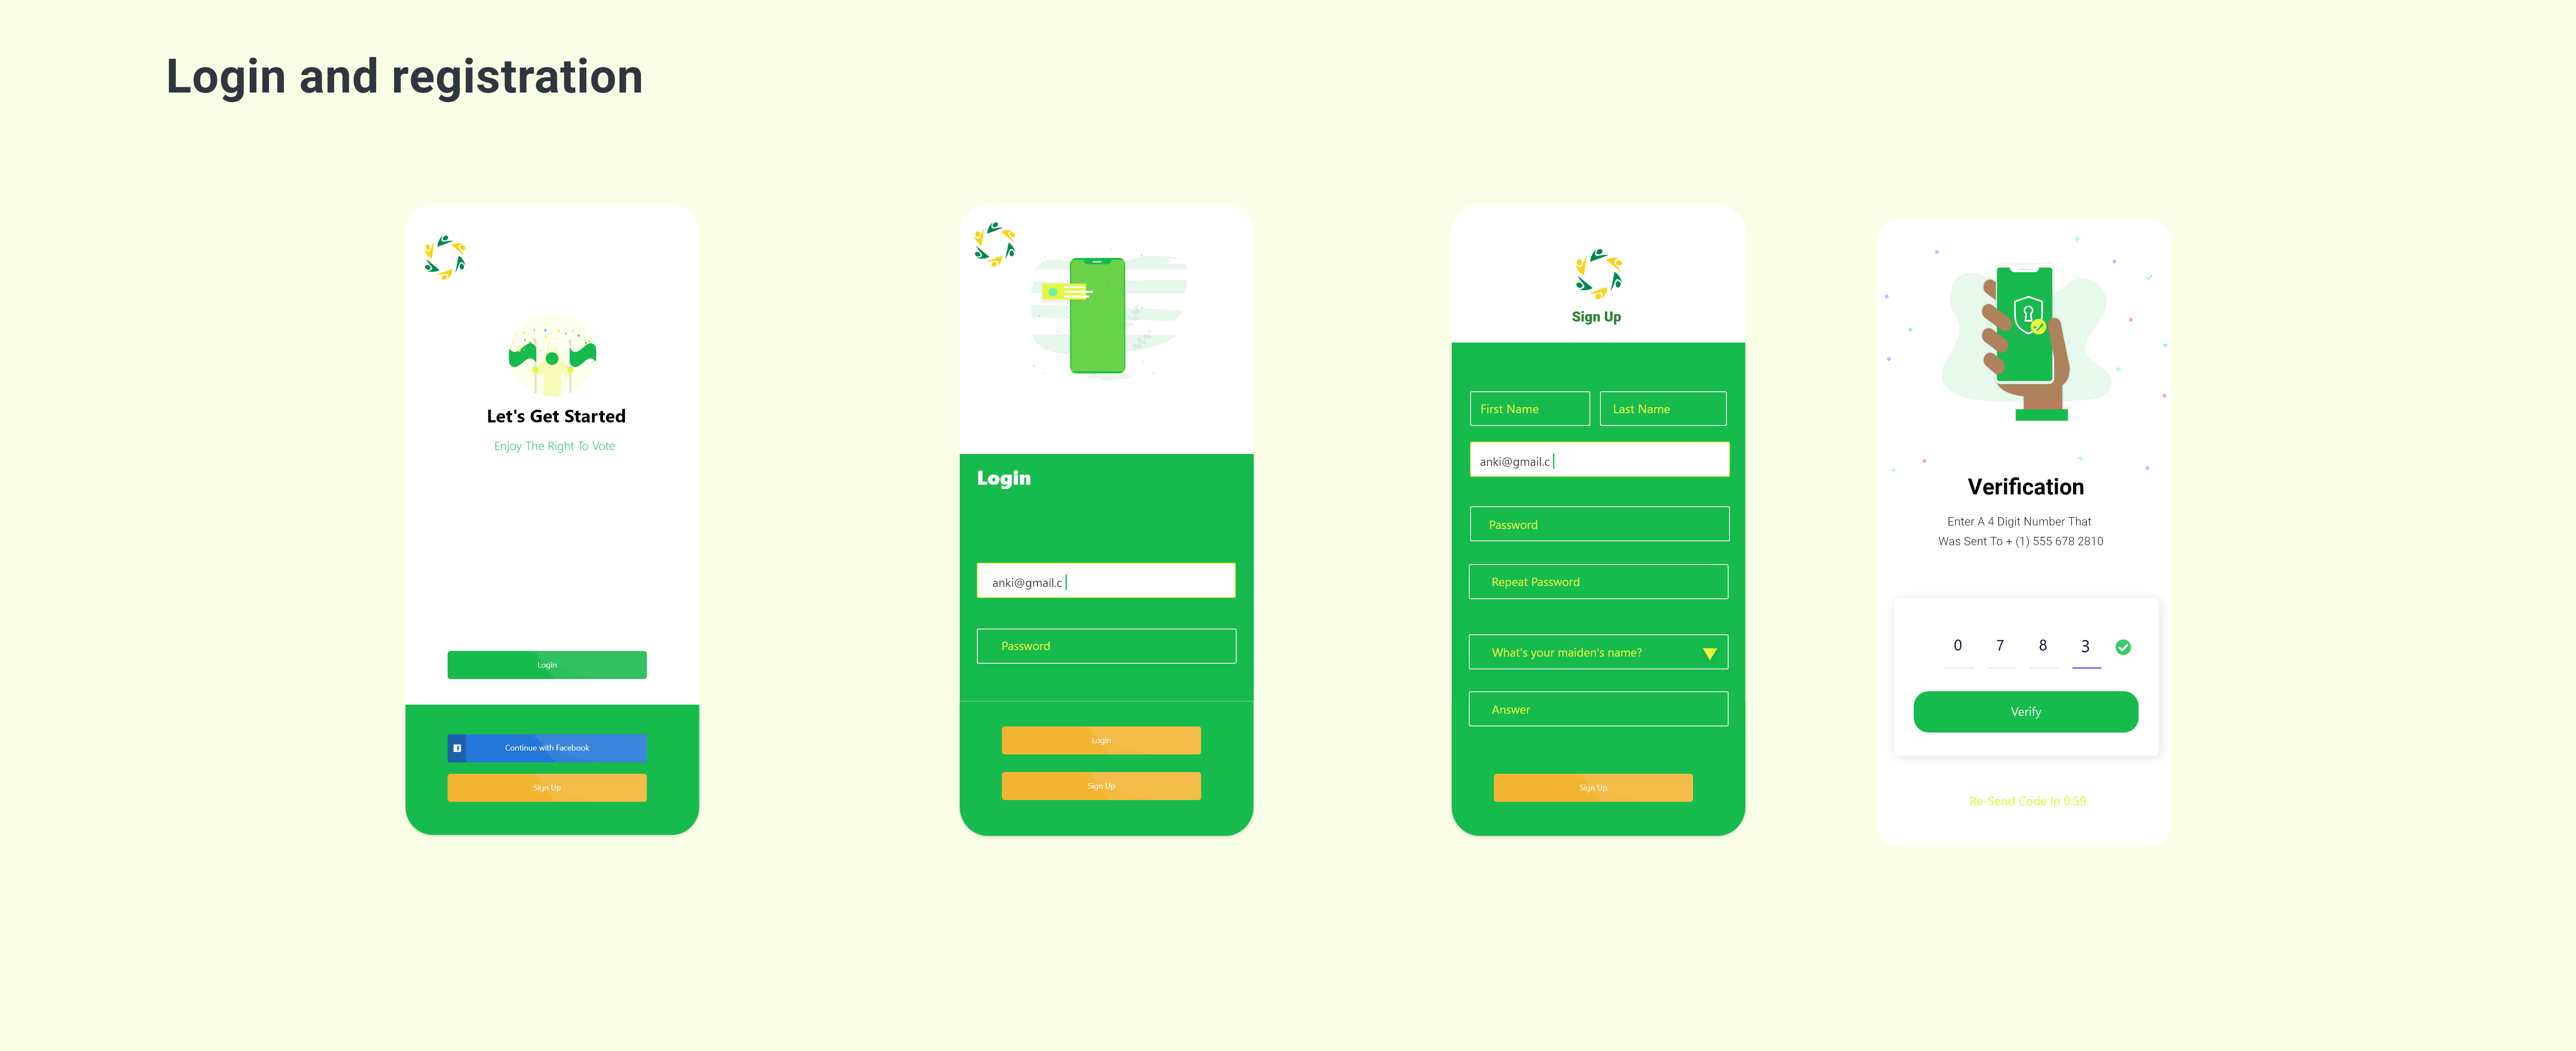 Login and registration
Let's Get Started
Enjoy The Right To Vote
Login
Continue with Facebook
Sign Up
Login
anki@gmail.c
Password
Login
Sign Up
Sign Up
First Name
Last Name
anki@gmail.c
Password
Repeat Password
What's your maiden's name?
Answer
Sign Up
Verification
Enter A 4 Digit Number That
Was Sent To + (1) 555 678 2810
0 7 8 3
Verify
Re-Send Code In 0:59